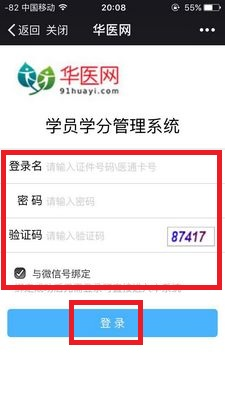 -82 中国移动 20:08 55%
返回 关闭 华医网
华医网
91huayi.com
学员学分管理系统
登录名 请输入证件号码\医通卡号
密 码 请输入密码
验证码 请输入验证码 87417
与微信号绑定
登 录